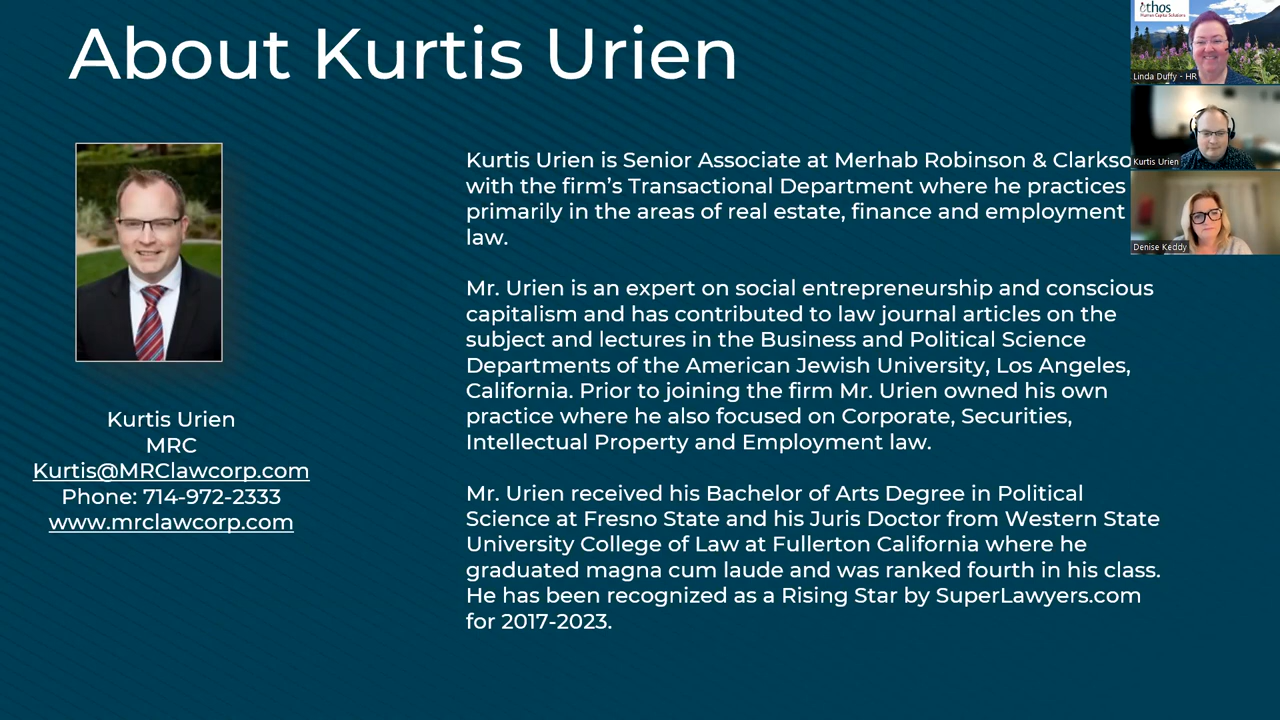 About Kurtis Urien
Kurtis Urien
MRC
Kurtis@MRClawcorp.com
Phone: 714-972-2333
www.mrclawcorp.com
Kurtis Urien is Senior Associate at Merhab Robinson & Clarkso
with the firm’s Transactional Department where he practices
primarily in the areas of real estate, finance and employment
law.
Mr. Urien is an expert on social entrepreneurship and conscious
capitalism and has contributed to law journal articles on the
subject and lectures in the Business and Political Science
Departments of the American Jewish University, Los Angeles,
California. Prior to joining the firm Mr. Urien owned his own
practice where he also focused on Corporate, Securities,
Intellectual Property and Employment law.
Mr. Urien received his Bachelor of Arts Degree in Political
Science at Fresno State and his Juris Doctor from Western State
University College of Law at Fullerton California where he
graduated magna cum laude and was ranked fourth in his class.
He has been recognized as a Rising Star by SuperLawyers.com
for 2017-2023.
ethos
Human Capital Solutions
Linda Duffy - HR
Kurtis Urien
Denise Keddy